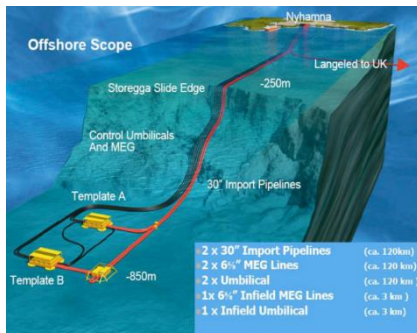 Nyhamna
Offshore Scope
Langeled to UK
-250m
Storegga Slide Edge
Control Umbilicals
And MEG
30" Import Pipelines
Template A
Template B
-850m
2 x 30" Import Pipelines (ca. 120km)
2 x 6⅝" MEG Lines (ca. 120 km)
2 x Umbilical (ca. 120 km)
1x 6⅝" Infield MEG Lines (ca. 3 km)
1 x Infield Umbilical (ca. 3 km)